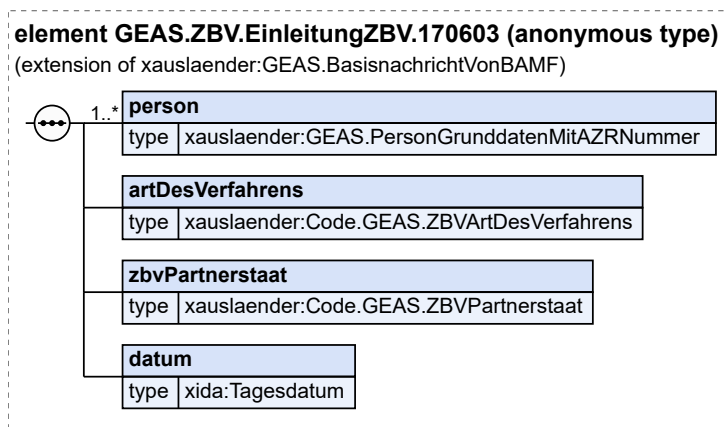 element GEAS.ZBV.EinleitungZBV.170603 (anonymous type)
(extension of xauslaender:GEAS.BasisnachrichtVonBAMF)
1..* person
type xauslaender:GEAS.PersonGrunddatenMitAZRNummer
artDesVerfahrens
type xauslaender:Code.GEAS.ZBVArtDesVerfahrens
zbvPartnerstaat
type xauslaender:Code.GEAS.ZBVPartnerstaat
datum
type xida:Tagesdatum